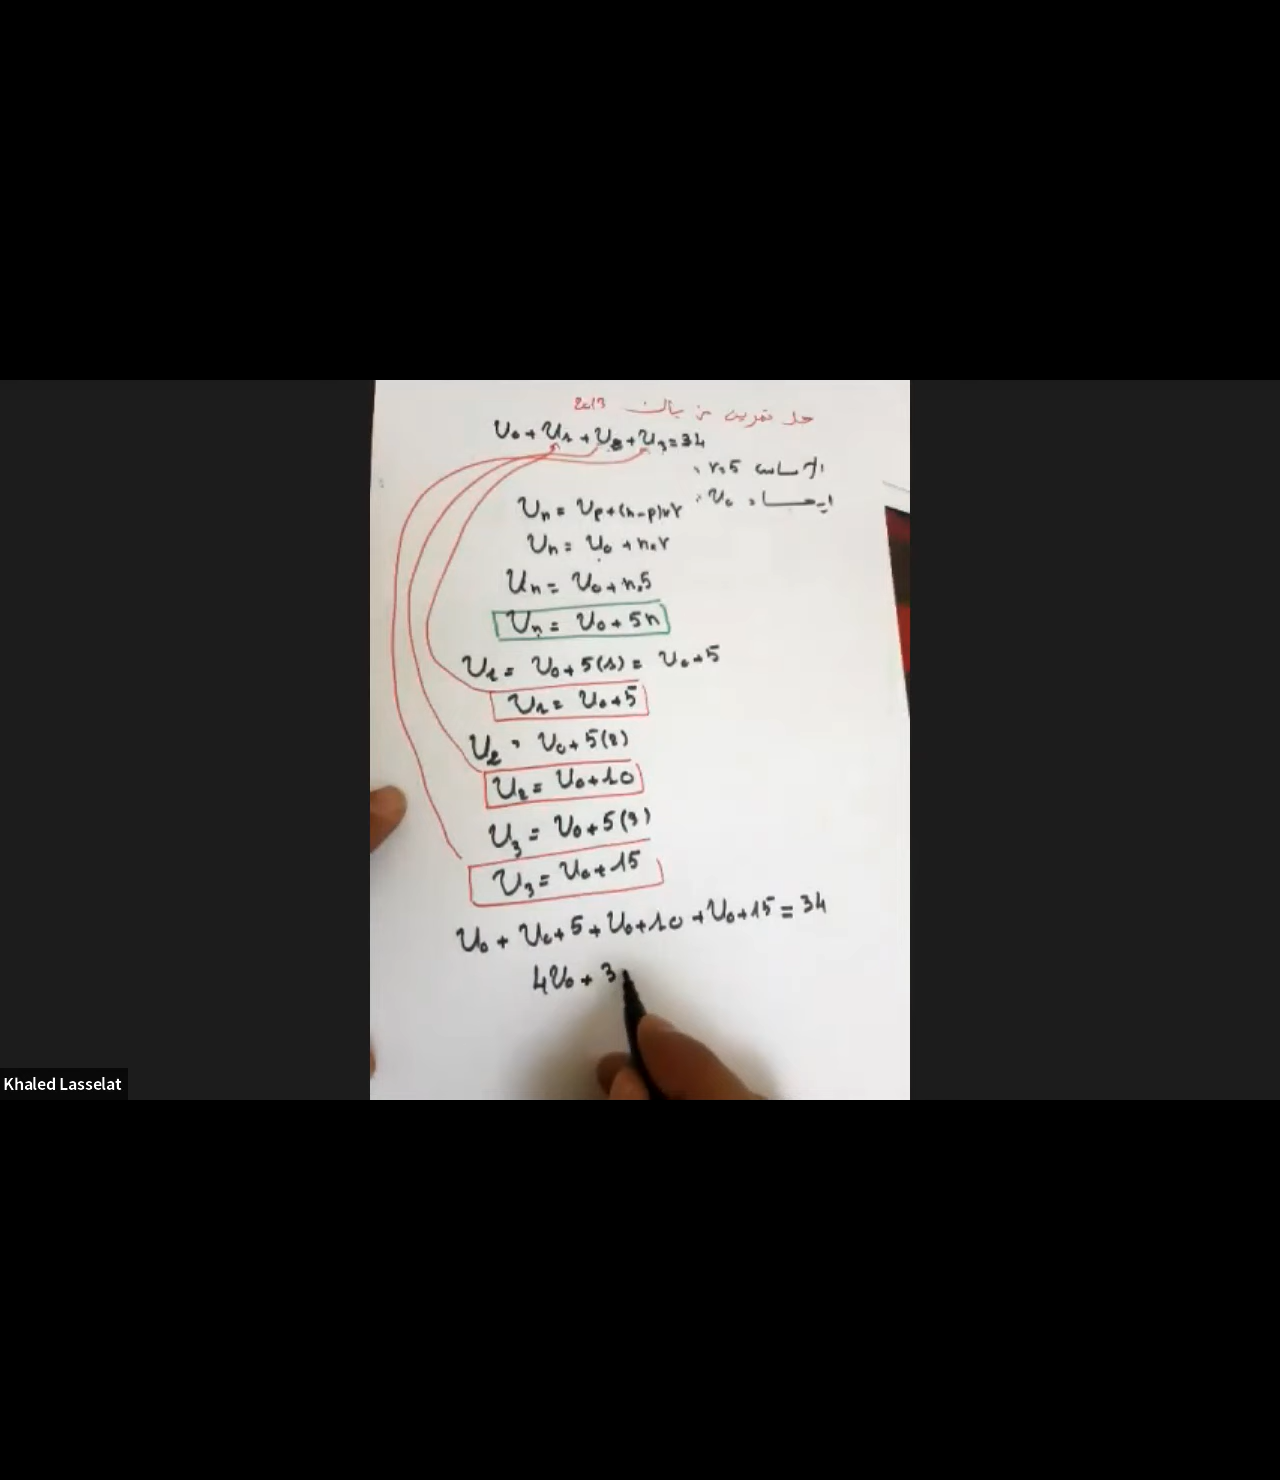 حل تمرين من باك 2013
U₀ + U₁ + U₂ + U₃ = 34
الأساس r=5
إيجاد U₀
Uₙ = Uₚ + (n-p)×r
Uₙ = U₀ + n.r
Uₙ = U₀ + n.5
Uₙ = U₀ + 5n
U₁ = U₀ + 5(1) = U₀ + 5
U₁ = U₀ + 5
U₂ = U₀ + 5(2)
U₂ = U₀ + 10
U₃ = U₀ + 5(3)
U₃ = U₀ + 15
U₀ + U₀ + 5 + U₀ + 10 + U₀ + 15 = 34
4U₀ + 3
Khaled Lasselat